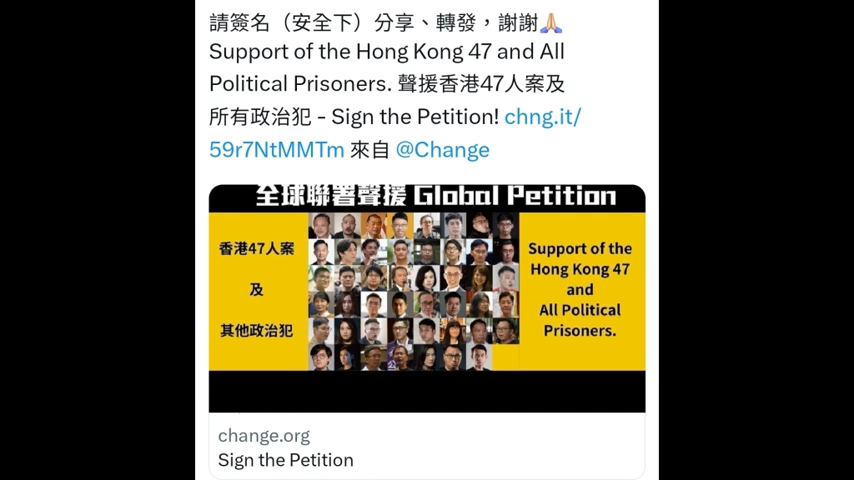 請簽名（安全下）分享、轉發，謝謝🙏🏻
Support of the Hong Kong 47 and All
Political Prisoners. 聲援香港47人案及
所有政治犯 - Sign the Petition! chng.it/
59r7NtMMTm 來自 @Change
全球聯署聲援 Global Petition
香港47人案
及
其他政治犯
Support of the
Hong Kong 47
and
All Political
Prisoners.
change.org
Sign the Petition